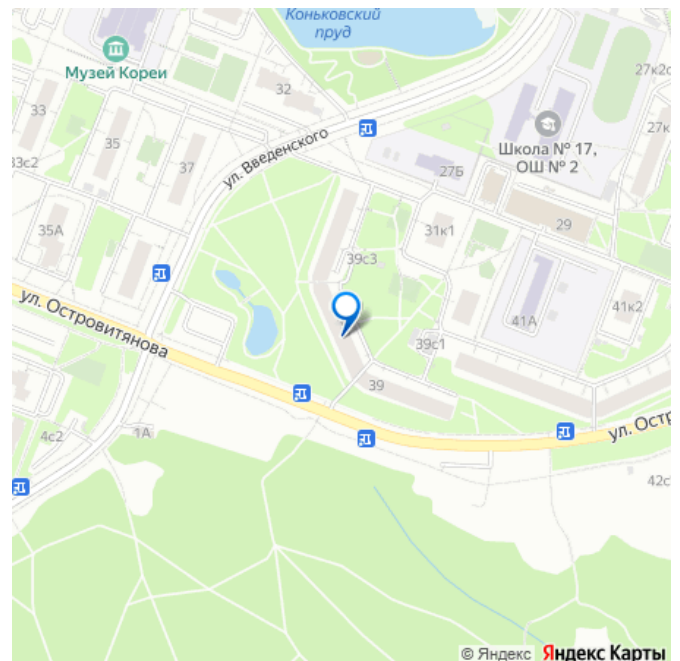 Коньковский
пруд
Музей Кореи
32
27к2с
33
35
37
ул. Введенского
Школа № 17,
ОШ № 2
27к
33с2
27Б
35А
31к1
29
39с3
ул. Островитянова
41А
41к2
39с1
39
4с2
1А
ул. Остр
42с
© Яндекс Яндекс Карты